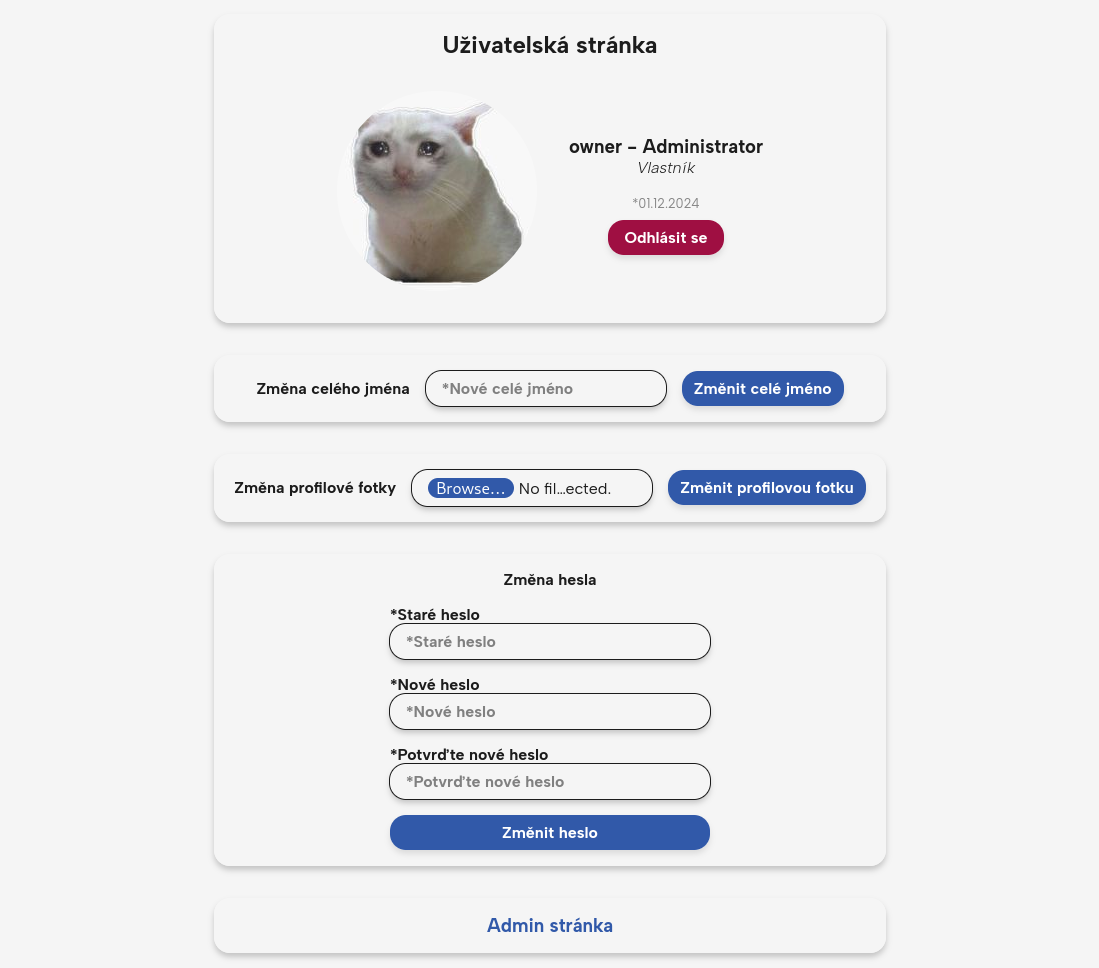 Uživatelská stránka
owner – Administrator
Vlastník
*01.12.2024
Odhlásit se
Změna celého jména *Nové celé jméno Změnit celé jméno
Změna profilové fotky Browse... No fil...ected. Změnit profilovou fotku
Změna hesla
*Staré heslo
*Staré heslo
*Nové heslo
*Nové heslo
*Potvrďte nové heslo
*Potvrďte nové heslo
Změnit heslo
Admin stránka